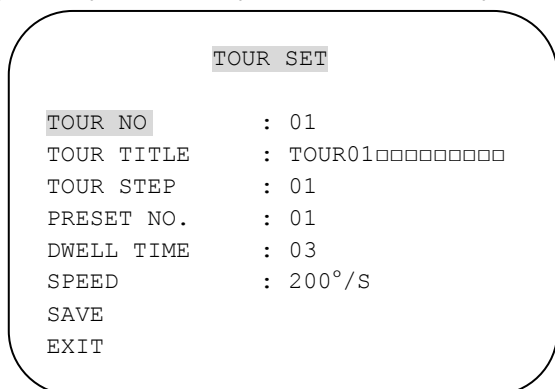 TOUR SET
TOUR NO : 01
TOUR TITLE : TOUR01□□□□□□□□□
TOUR STEP : 01
PRESET NO. : 01
DWELL TIME : 03
SPEED : 200°/S
SAVE
EXIT